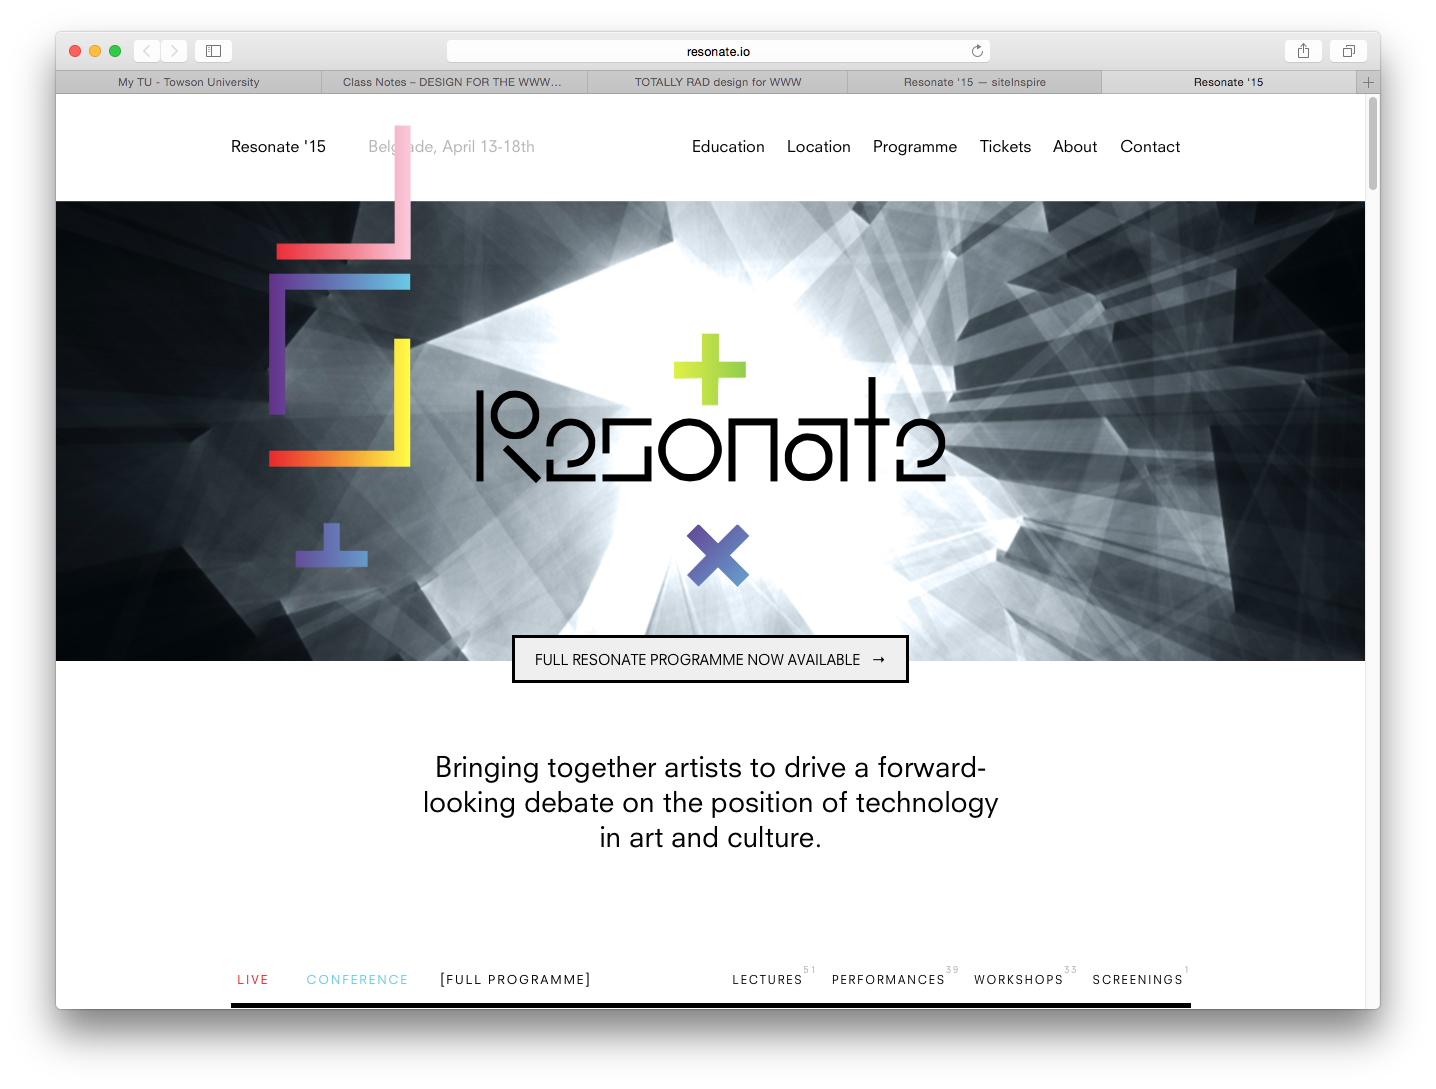 resonate.io
My TU - Towson University
Class Notes – DESIGN FOR THE WWW...
TOTALLY RAD design for WWW
Resonate '15 — siteInspire
Resonate '15
Resonate '15
Belgrade, April 13-18th
Education
Location
Programme
Tickets
About
Contact
Resonate
FULL RESONATE PROGRAMME NOW AVAILABLE →
Bringing together artists to drive a forward-
looking debate on the position of technology
in art and culture.
LIVE
CONFERENCE
[FULL PROGRAMME]
LECTURES 51
PERFORMANCES 39
WORKSHOPS 33
SCREENINGS 1